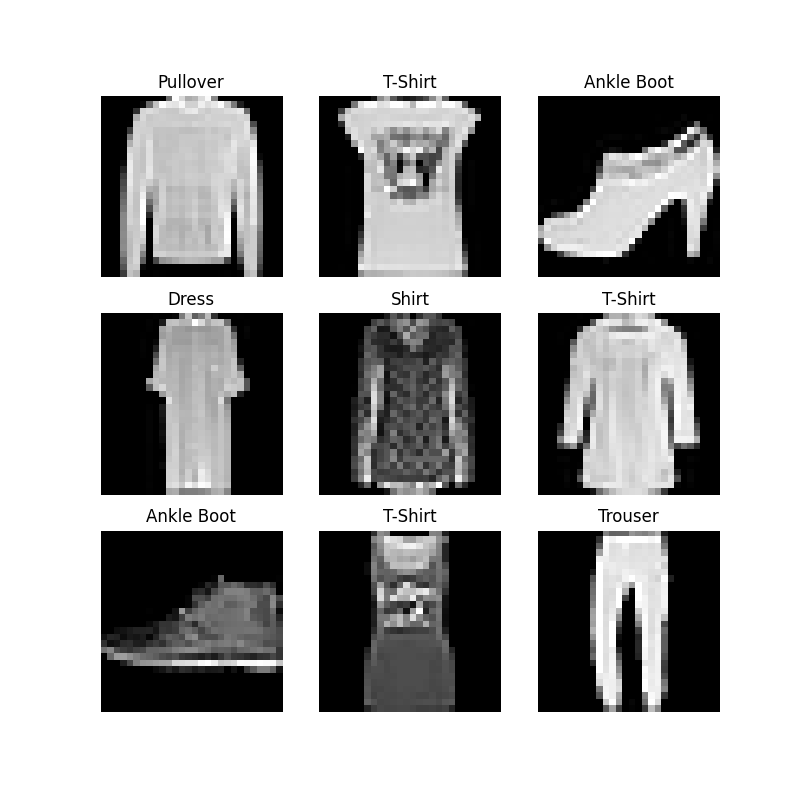 Pullover
T-Shirt
Ankle Boot
Dress
Shirt
T-Shirt
Ankle Boot
T-Shirt
Trouser